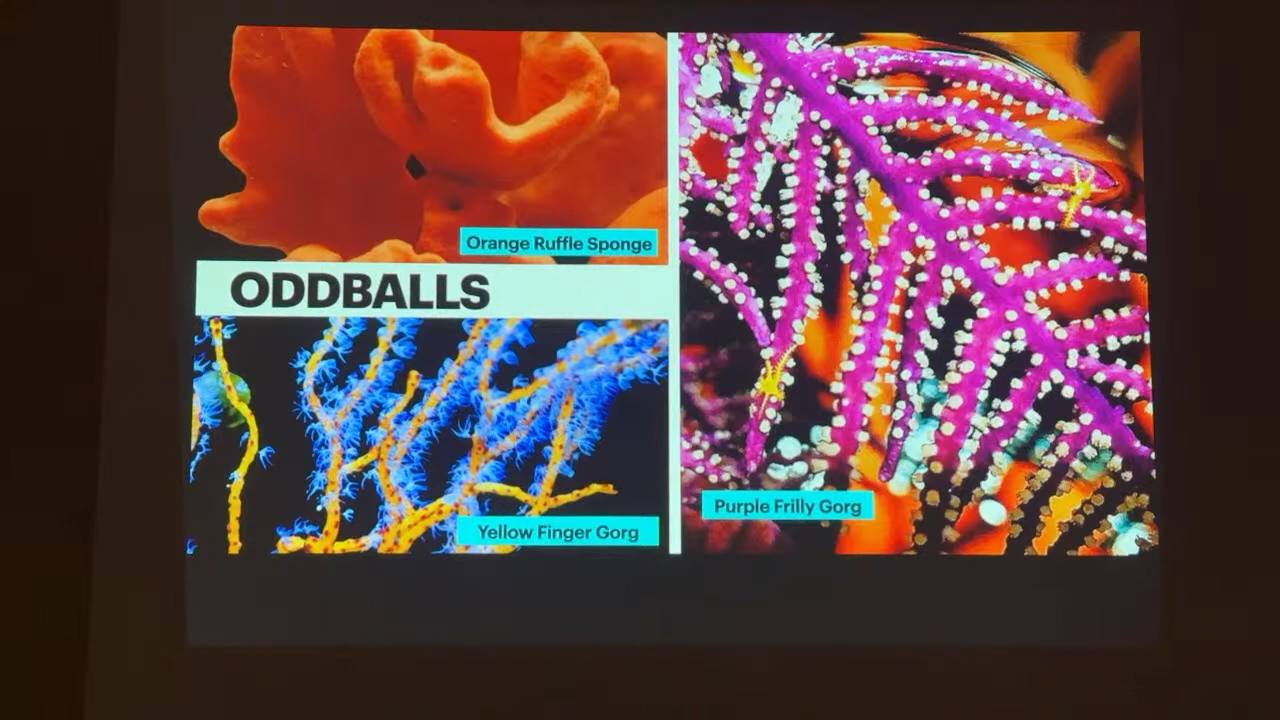 Orange Ruffle Sponge
ODDBALLS
Yellow Finger Gorg
Purple Frilly Gorg